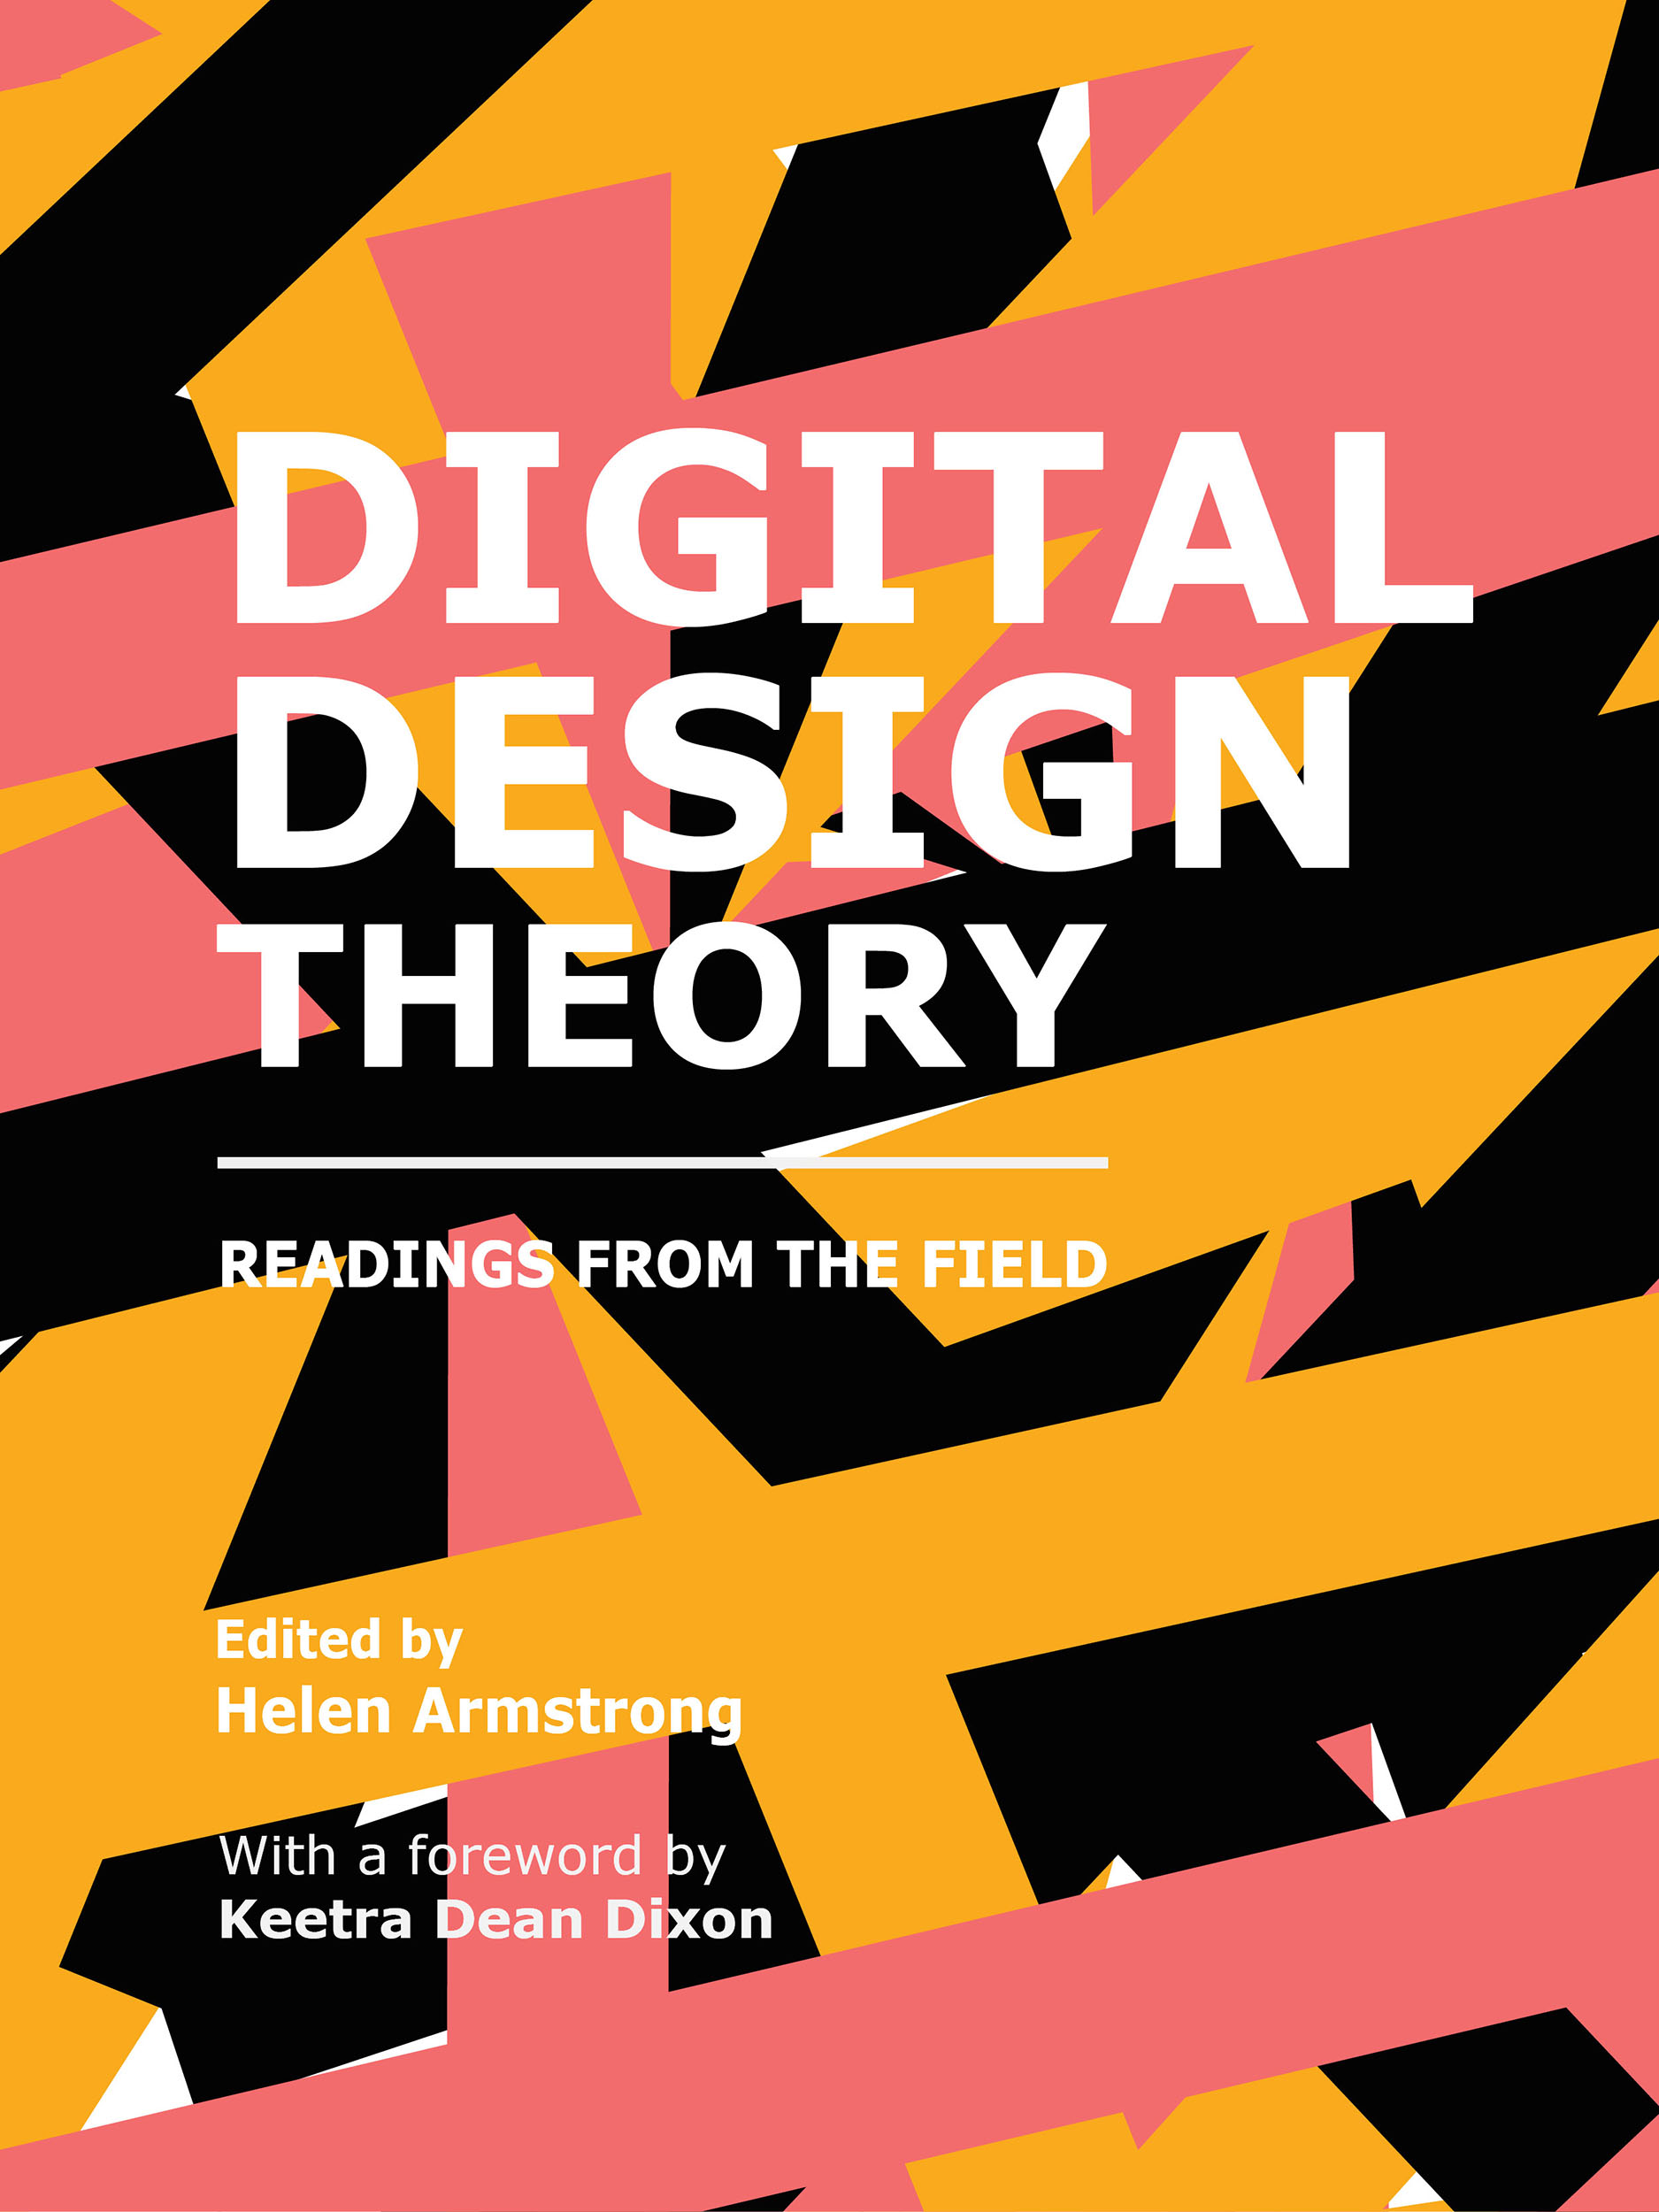 DIGITAL
DESIGN
THEORY
READINGS FROM THE FIELD
Edited by
Helen Armstrong
With a foreword by
Keetra Dean Dixon